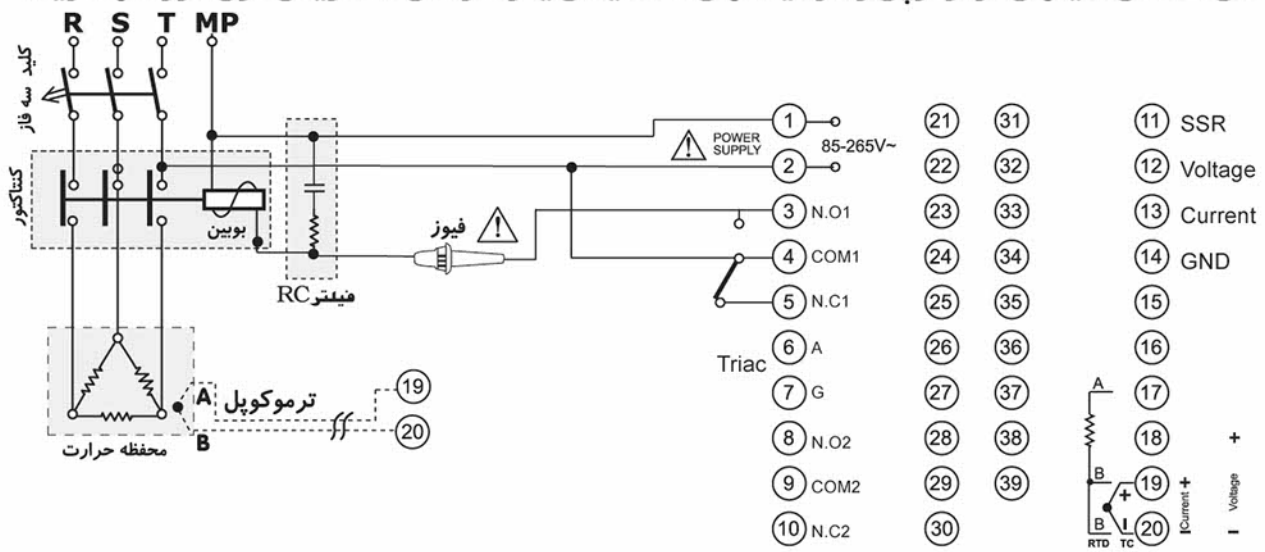 R S T MP
کلید سه فاز
کنتاکتور
بوبین
فیوز
فیلتر RC
محفظه حرارت
A ترموکوپل
B
19
20
POWER SUPPLY
85-265V~
1
2
3 N.O1
4 COM1
5 N.C1
Triac
6 A
7 G
8 N.O2
9 COM2
10 N.C2
21
22
23
24
25
26
27
28
29
30
31
32
33
34
35
36
37
38
39
11 SSR
12 Voltage
13 Current
14 GND
15
16
17
18
19
20
A
B
B
RTD
TC
+
–
Current
+
–
Voltage
+
–